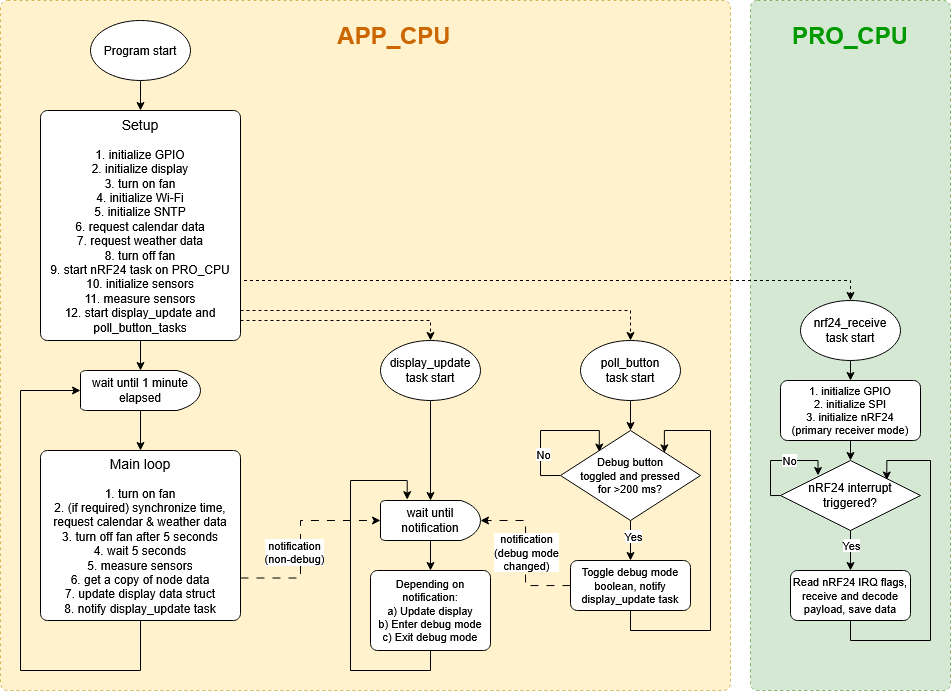 APP_CPU
PRO_CPU
Program start
Setup
1. initialize GPIO
2. initialize display
3. turn on fan
4. initialize Wi-Fi
5. initialize SNTP
6. request calendar data
7. request weather data
8. turn off fan
9. start nRF24 task on PRO_CPU
10. initialize sensors
11. measure sensors
12. start display_update and
poll_button_tasks
wait until 1 minute
elapsed
Main loop
1. turn on fan
2. (if required) synchronize time,
request calendar & weather data
3. turn off fan after 5 seconds
4. wait 5 seconds
5. measure sensors
6. get a copy of node data
7. update display data struct
8. notify display_update task
notification
(non-debug)
display_update
task start
wait until
notification
Depending on
notification:
a) Update display
b) Enter debug mode
c) Exit debug mode
notification
(debug mode
changed)
poll_button
task start
No
Debug button
toggled and pressed
for >200 ms?
Yes
Toggle debug mode
boolean, notify
display_update task
nrf24_receive
task start
1. initialize GPIO
2. initialize SPI
3. initialize nRF24
(primary receiver mode)
No
nRF24 interrupt
triggered?
Yes
Read nRF24 IRQ flags,
receive and decode
payload, save data